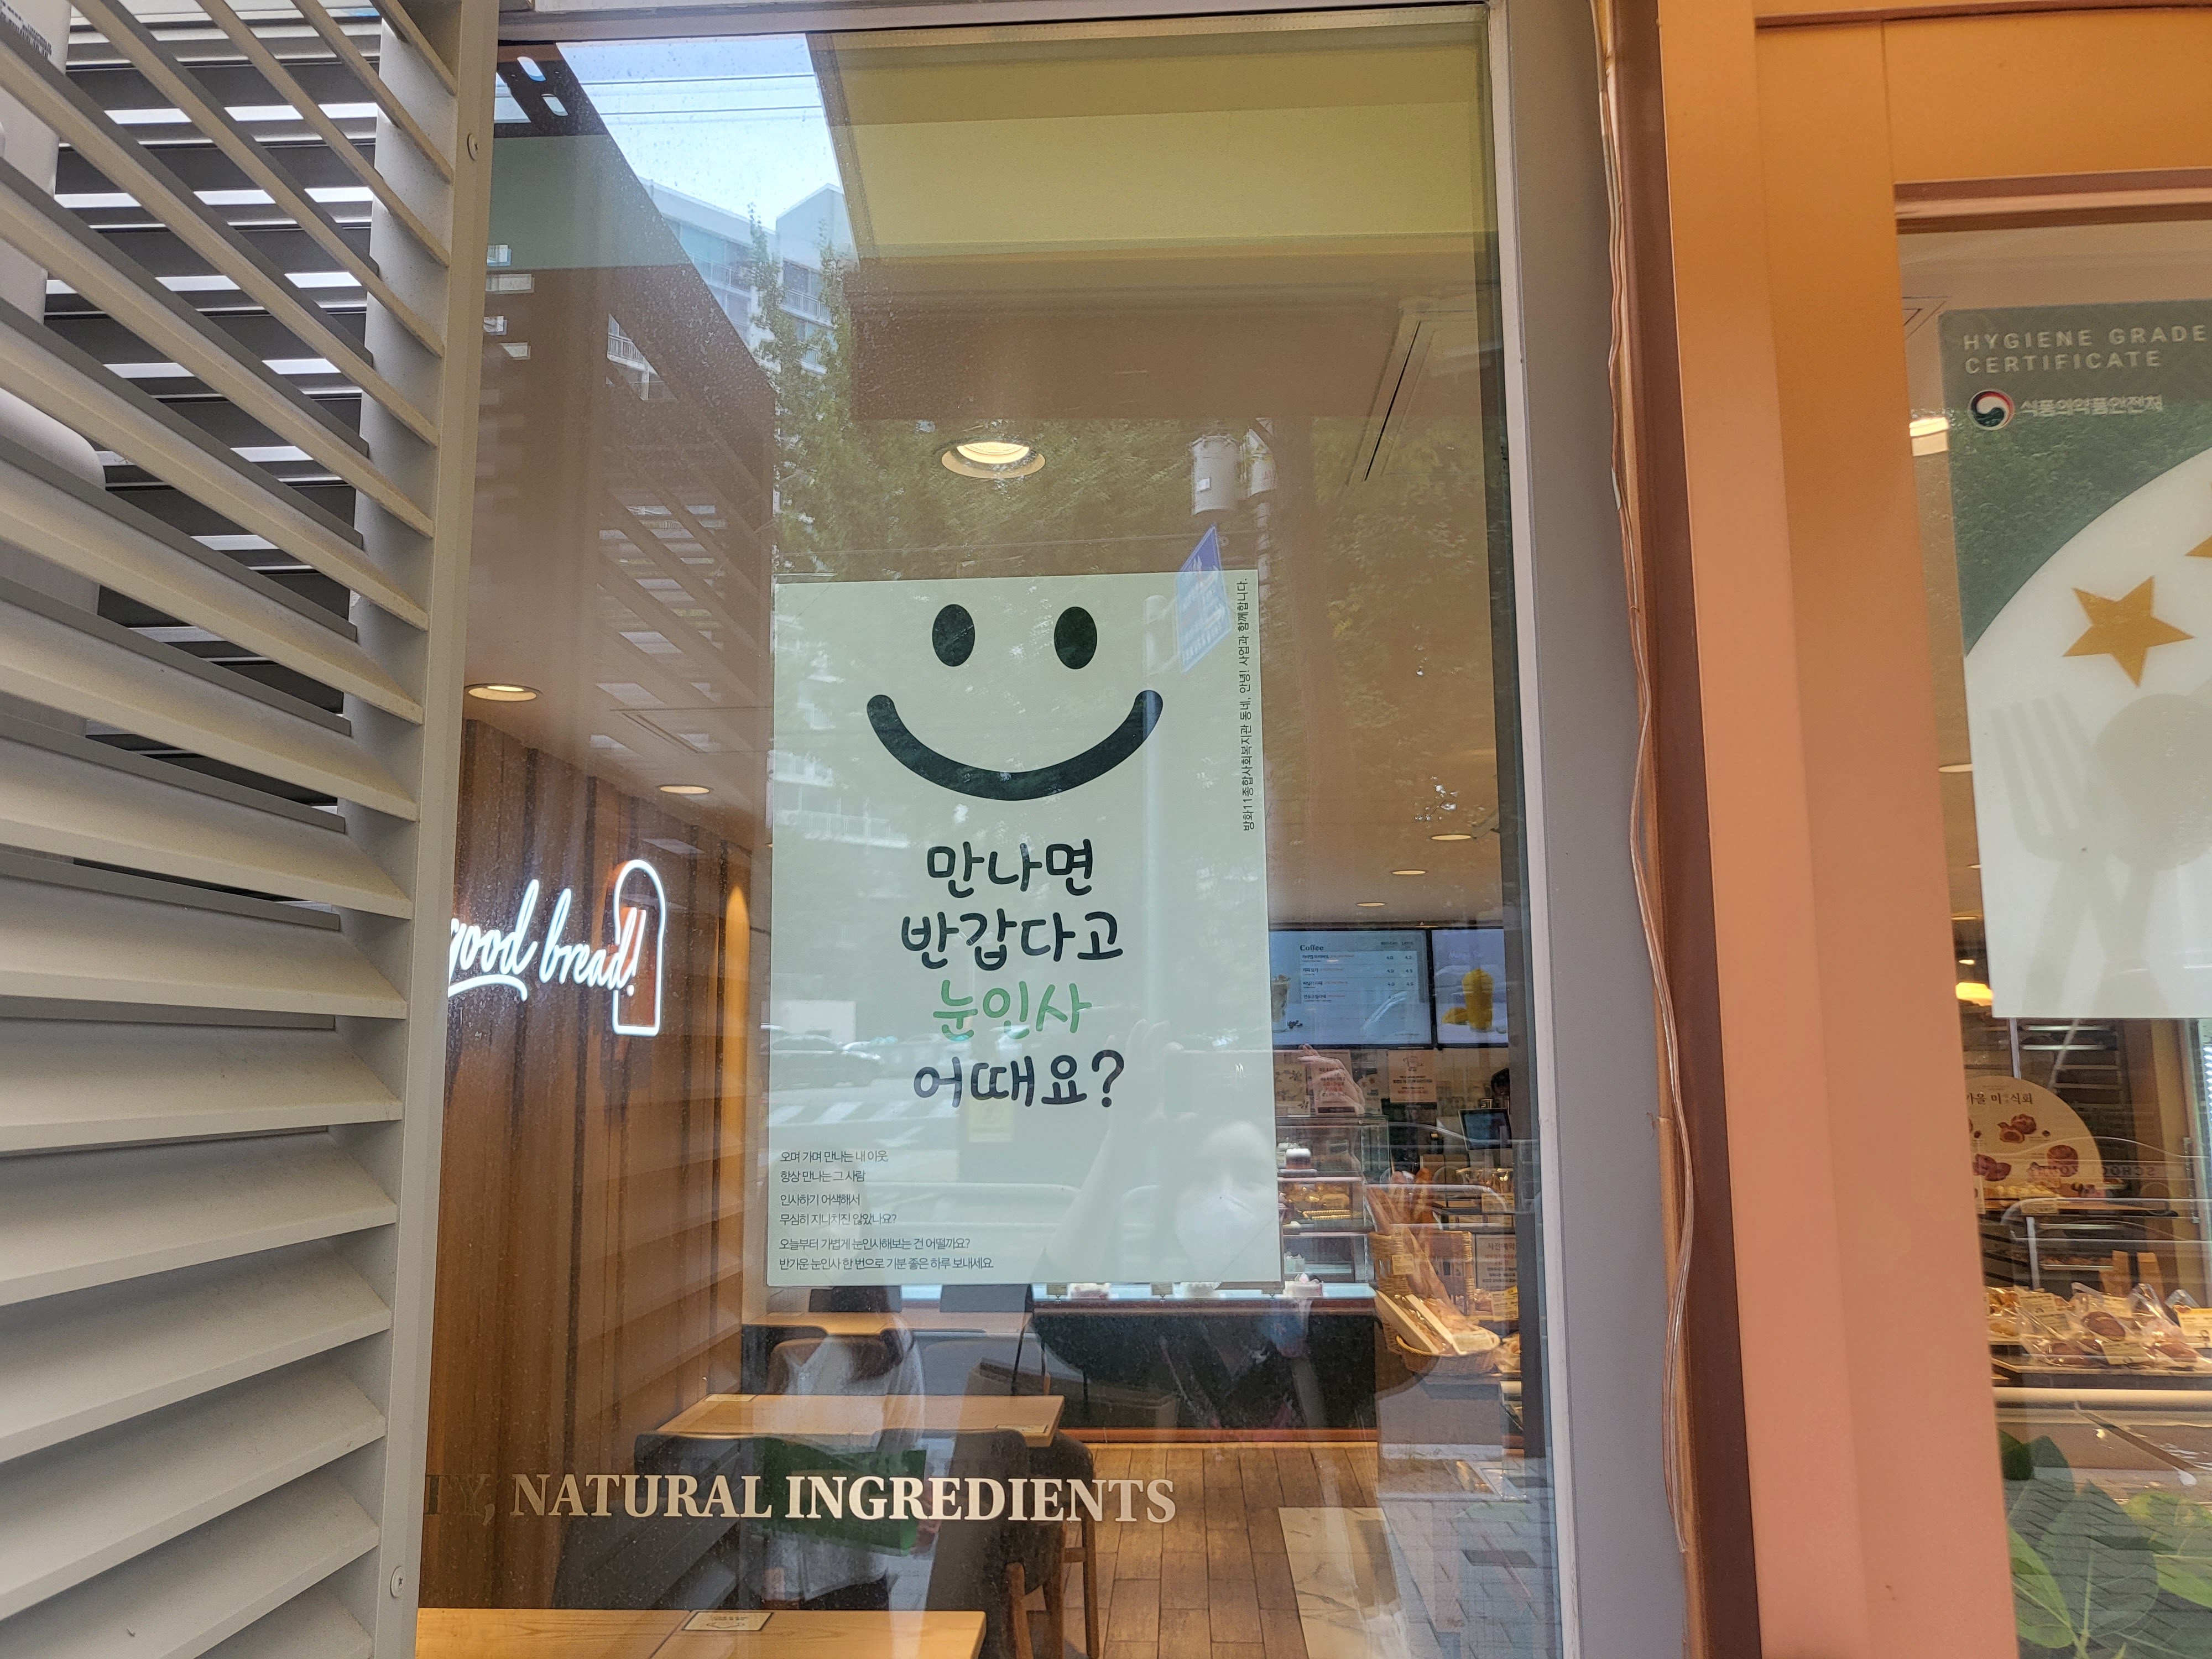 good bread!
방화11종합사회복지관 동네, 안녕! 사업과 함께합니다.
만나면
반갑다고
눈인사
어때요?
오며 가며 만나는 내 이웃,
항상 만나는 그 사람
인사하기 어색해서
무심히 지나치진 않았나요?
오늘부터 가볍게 눈인사해보는 건 어떨까요?
반가운 눈인사 한 번으로 기분 좋은 하루 보내세요.
TY, NATURAL INGREDIENTS
Coffee
HYGIENE GRADE
CERTIFICATE
식품의약품안전처